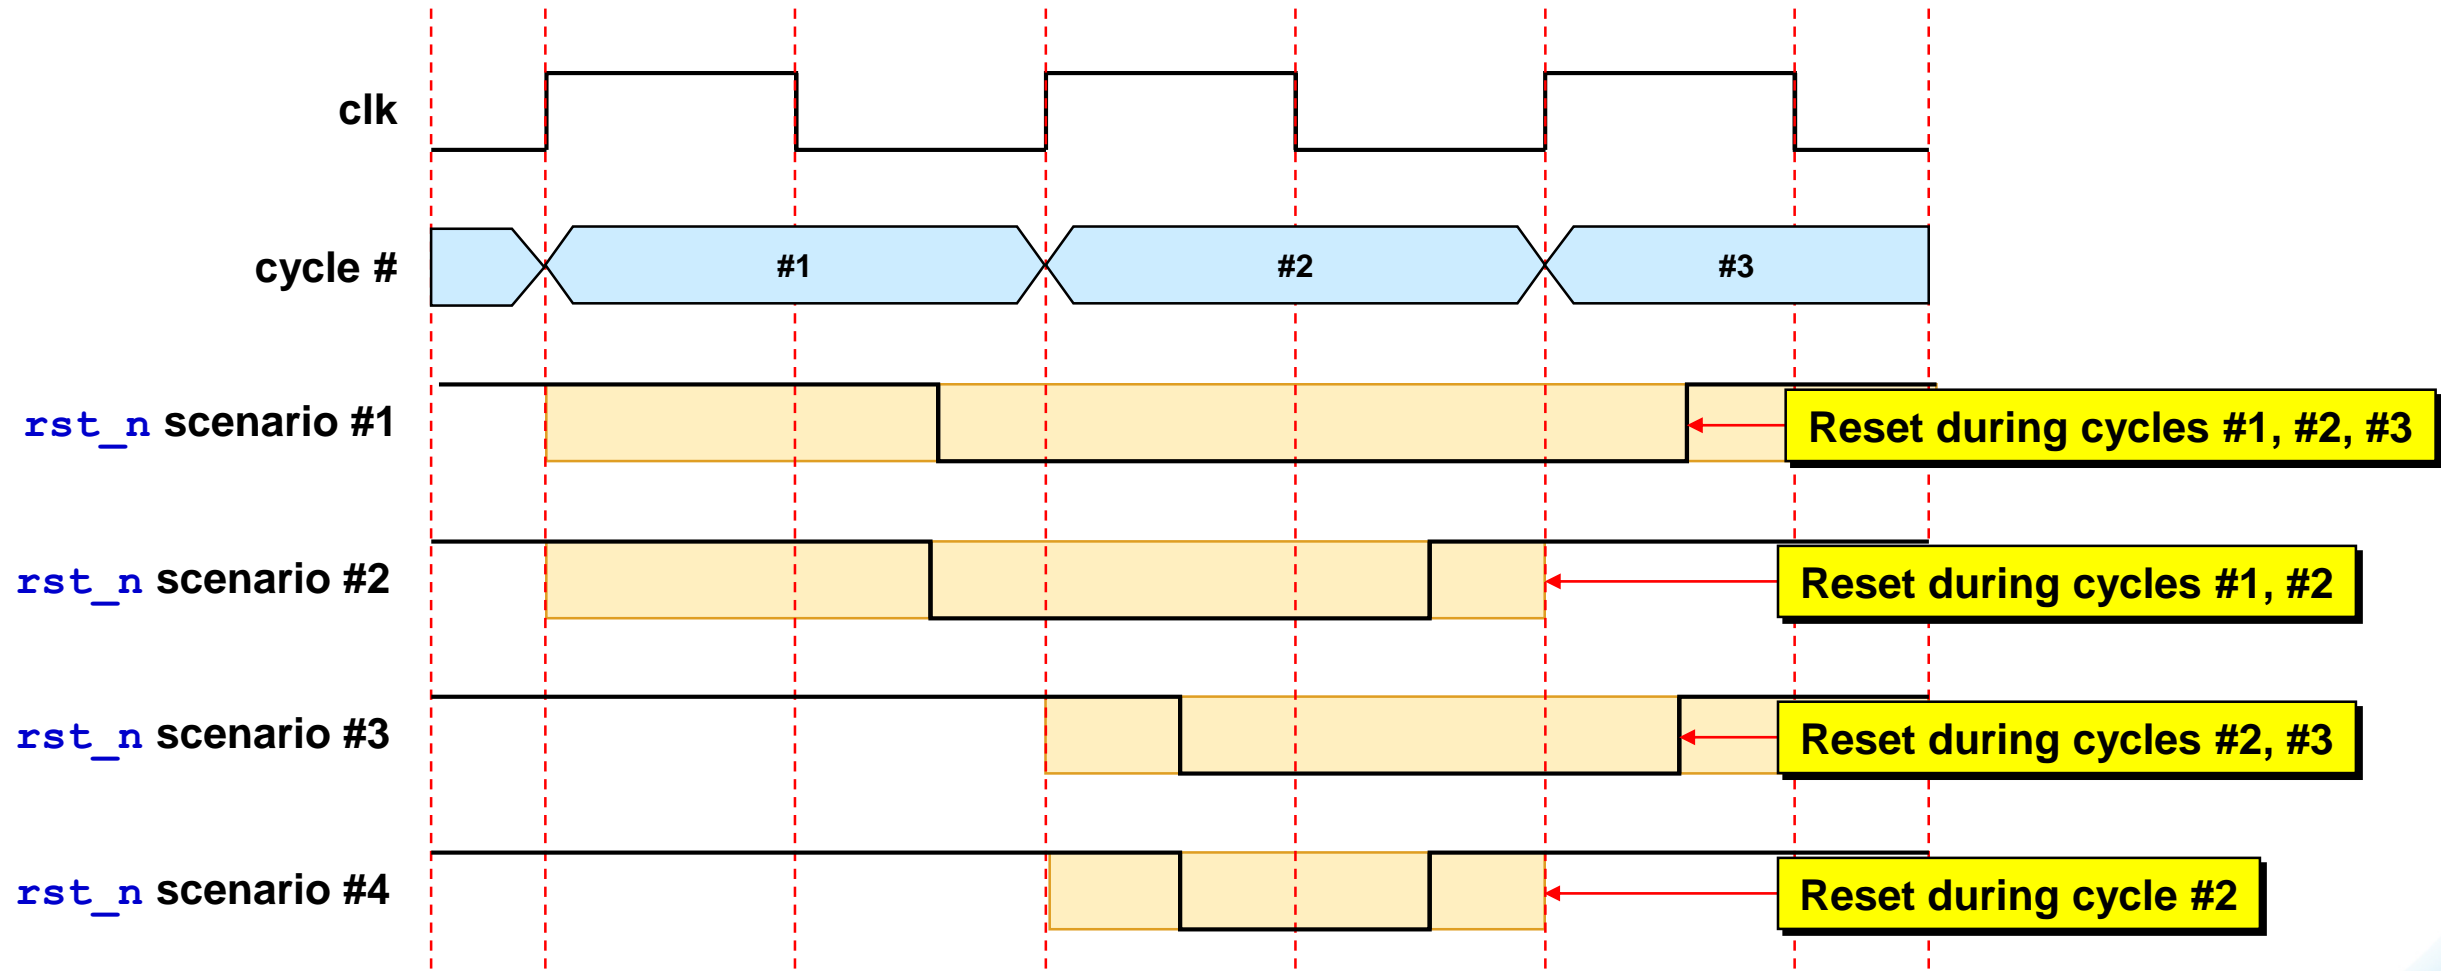 clk
cycle # #1 #2 #3
rst_n scenario #1 Reset during cycles #1, #2, #3
rst_n scenario #2 Reset during cycles #1, #2
rst_n scenario #3 Reset during cycles #2, #3
rst_n scenario #4 Reset during cycle #2